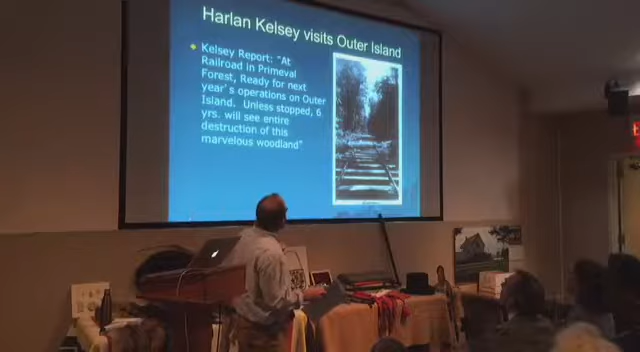 Harlan Kelsey visits Outer Island
Kelsey Report: "At
Railroad in Primeval
Forest, Ready for next
year's operations on Outer
Island. Unless stopped, 6
yrs. will see entire
destruction of this
marvelous woodland"